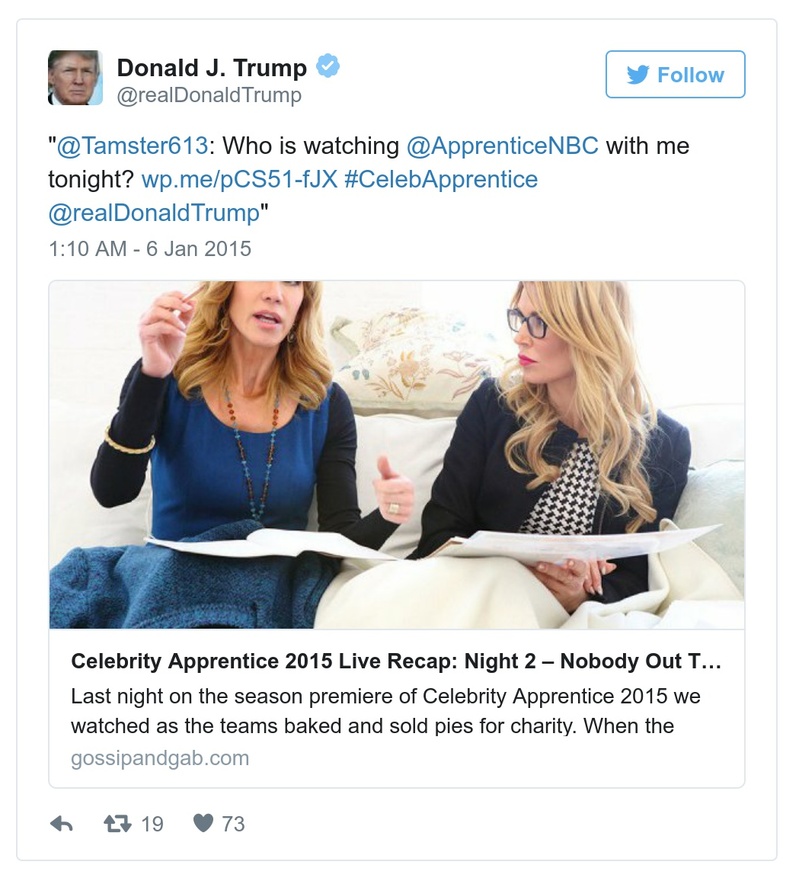 Donald J. Trump
@realDonaldTrump
Follow
"@Tamster613: Who is watching @ApprenticeNBC with me
tonight? wp.me/pCS51-fJX #CelebApprentice
@realDonaldTrump"
1:10 AM - 6 Jan 2015
Celebrity Apprentice 2015 Live Recap: Night 2 – Nobody Out T...
Last night on the season premiere of Celebrity Apprentice 2015 we
watched as the teams baked and sold pies for charity. When the
gossipandgab.com
19
73